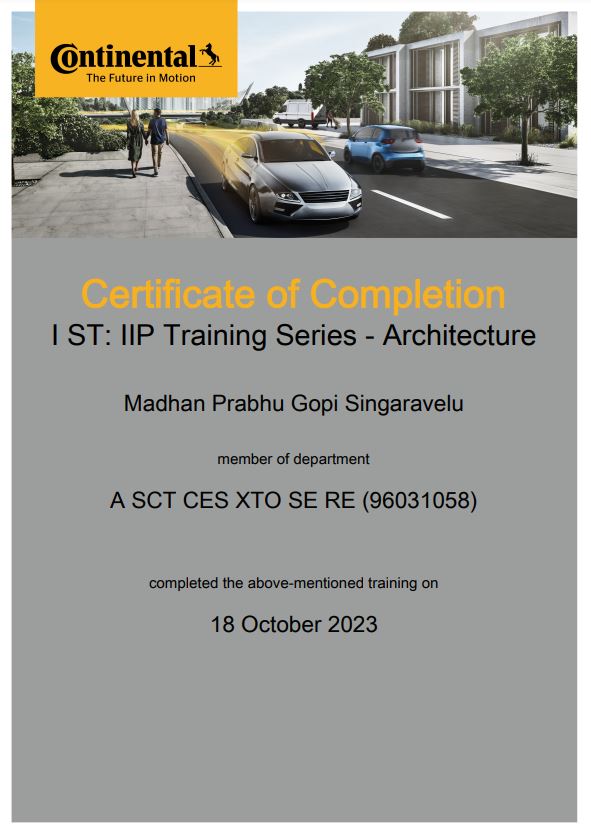 Continental
The Future in Motion
Certificate of Completion
I ST: IIP Training Series - Architecture
Madhan Prabhu Gopi Singaravelu
member of department
A SCT CES XTO SE RE (96031058)
completed the above-mentioned training on
18 October 2023